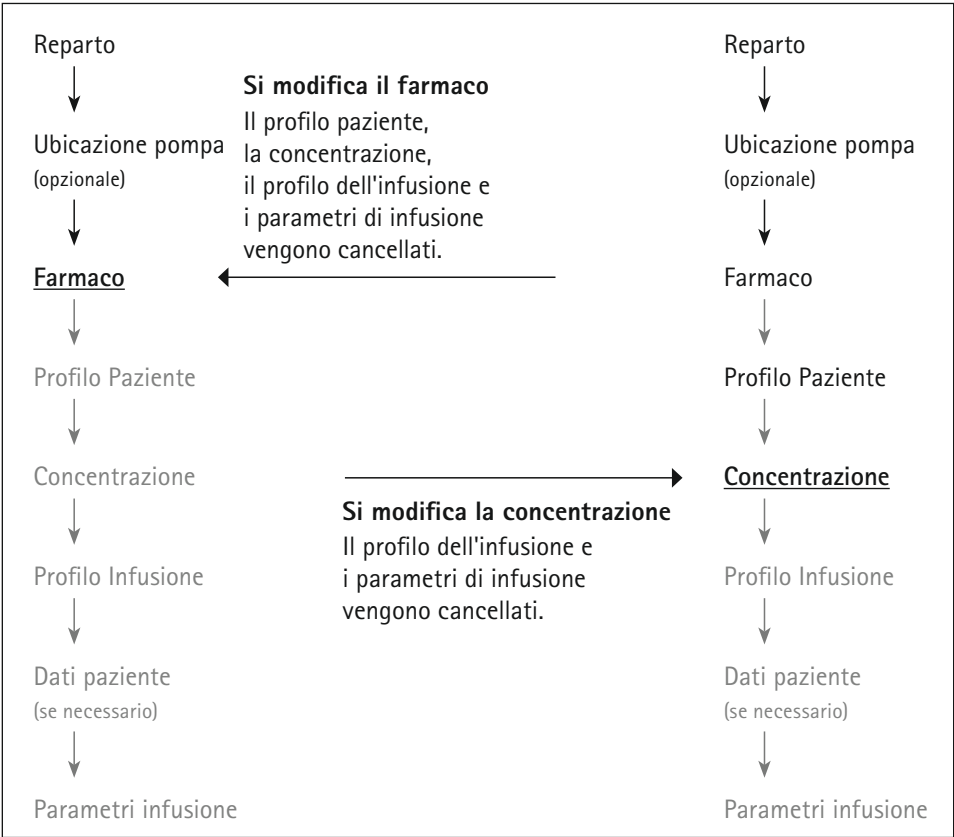 Reparto
Ubicazione pompa
(opzionale)
Farmaco
Profilo Paziente
Concentrazione
Profilo Infusione
Dati paziente
(se necessario)
Parametri infusione
Si modifica il farmaco
Il profilo paziente,
la concentrazione,
il profilo dell'infusione e
i parametri di infusione
vengono cancellati.
Si modifica la concentrazione
Il profilo dell'infusione e
i parametri di infusione
vengono cancellati.
Reparto
Ubicazione pompa
(opzionale)
Farmaco
Profilo Paziente
Concentrazione
Profilo Infusione
Dati paziente
(se necessario)
Parametri infusione